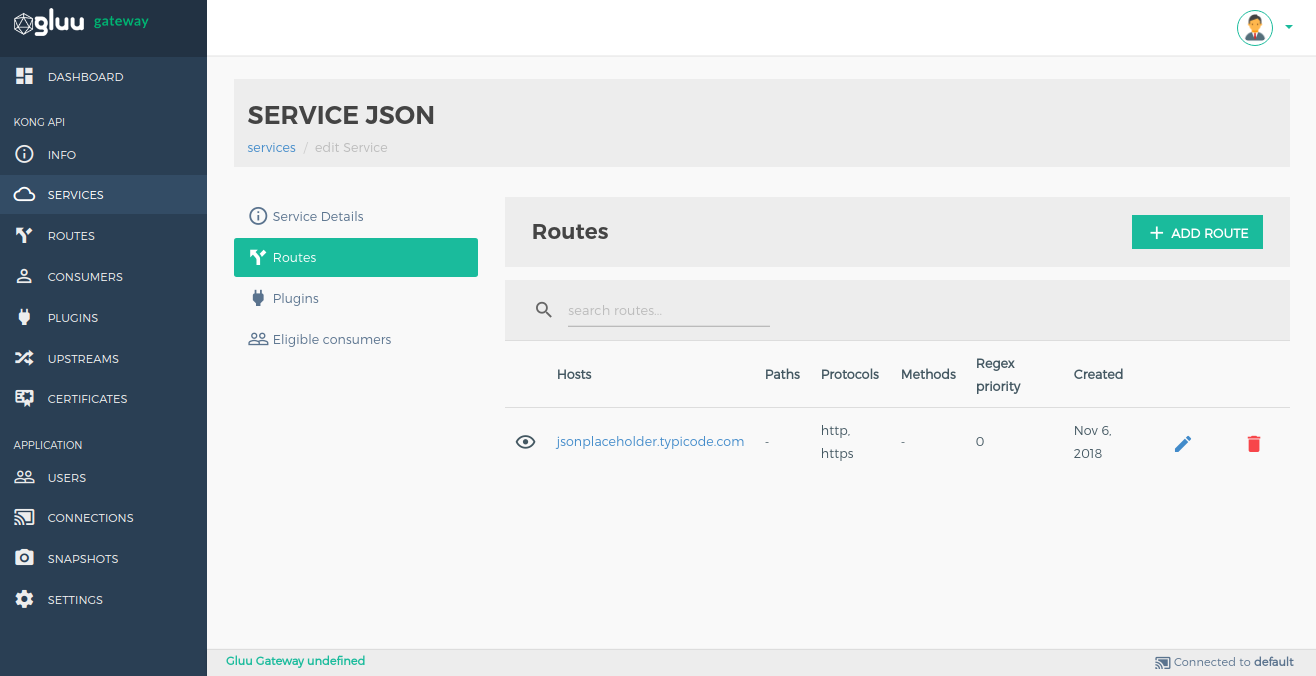 gluu gateway
DASHBOARD
KONG API
INFO
SERVICES
ROUTES
CONSUMERS
PLUGINS
UPSTREAMS
CERTIFICATES
APPLICATION
USERS
CONNECTIONS
SNAPSHOTS
SETTINGS
SERVICE JSON
services / edit Service
Service Details
Routes
Plugins
Eligible consumers
Routes
+ ADD ROUTE
search routes...
Hosts Paths Protocols Methods Regex priority Created
jsonplaceholder.typicode.com - http, https - 0 Nov 6, 2018
Gluu Gateway undefined
Connected to default